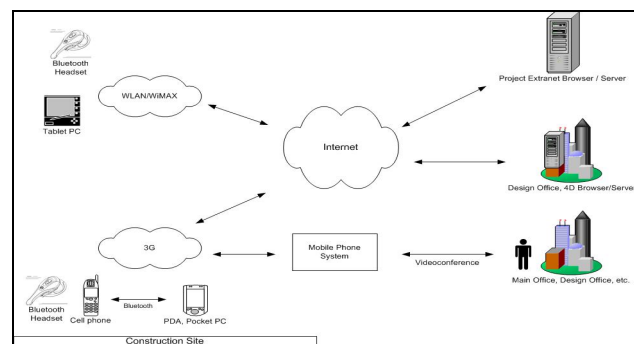 Bluetooth
Headset
WLAN/WiMAX
Tablet PC
Internet
Project Extranet Browser / Server
Design Office, 4D Browser/Server
3G
Mobile Phone
System
Videoconference
Main Office, Design Office, etc.
Bluetooth
Headset
Cell phone
Bluetooth
PDA, Pocket PC
Construction Site